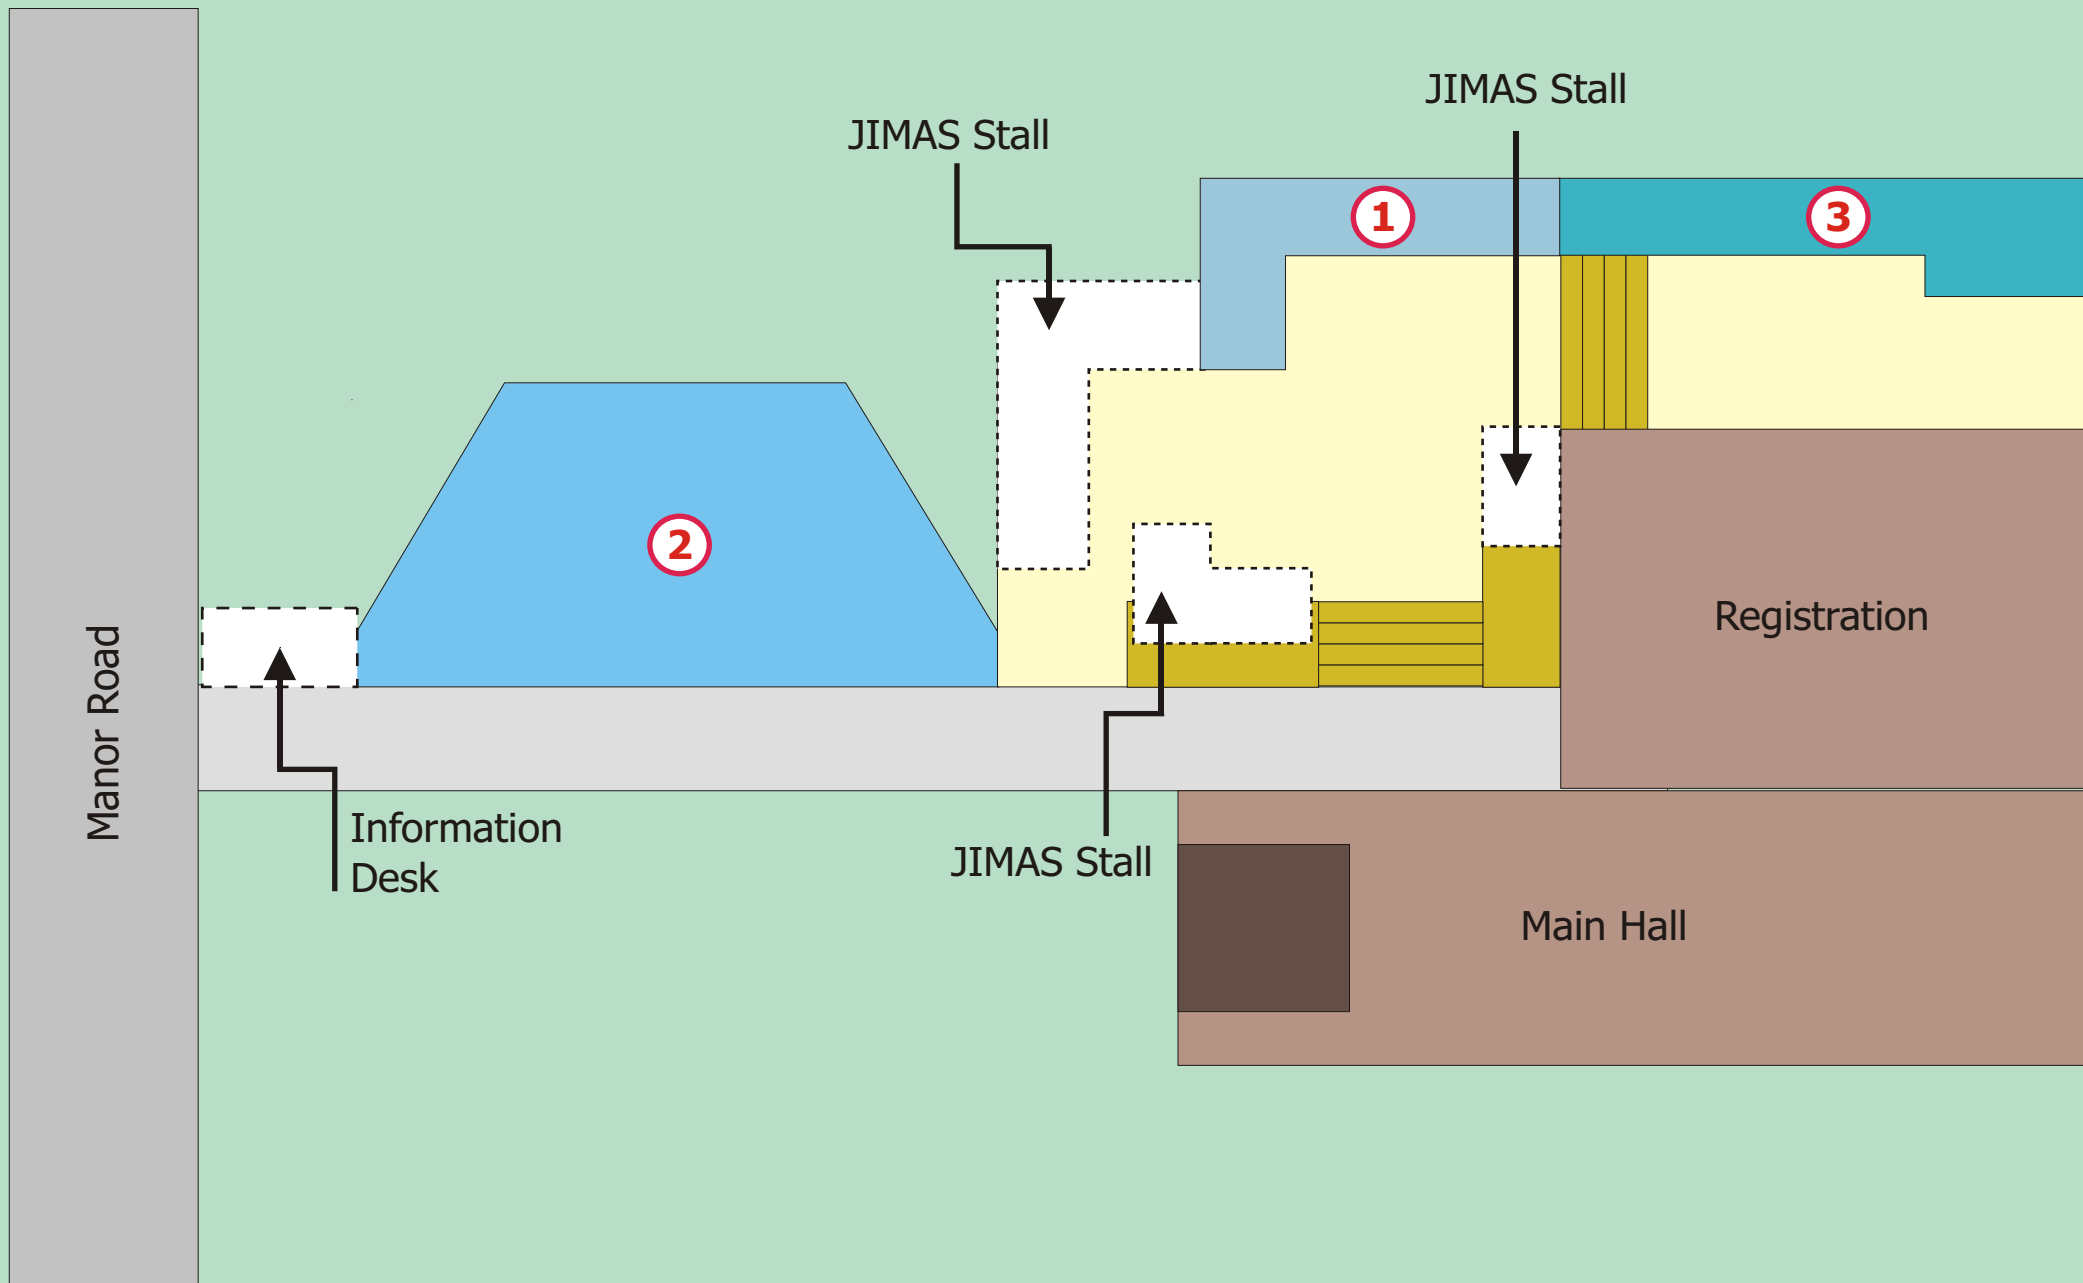 JIMAS Stall
JIMAS Stall
1
3
2
Registration
Manor Road
Information
Desk
JIMAS Stall
Main Hall